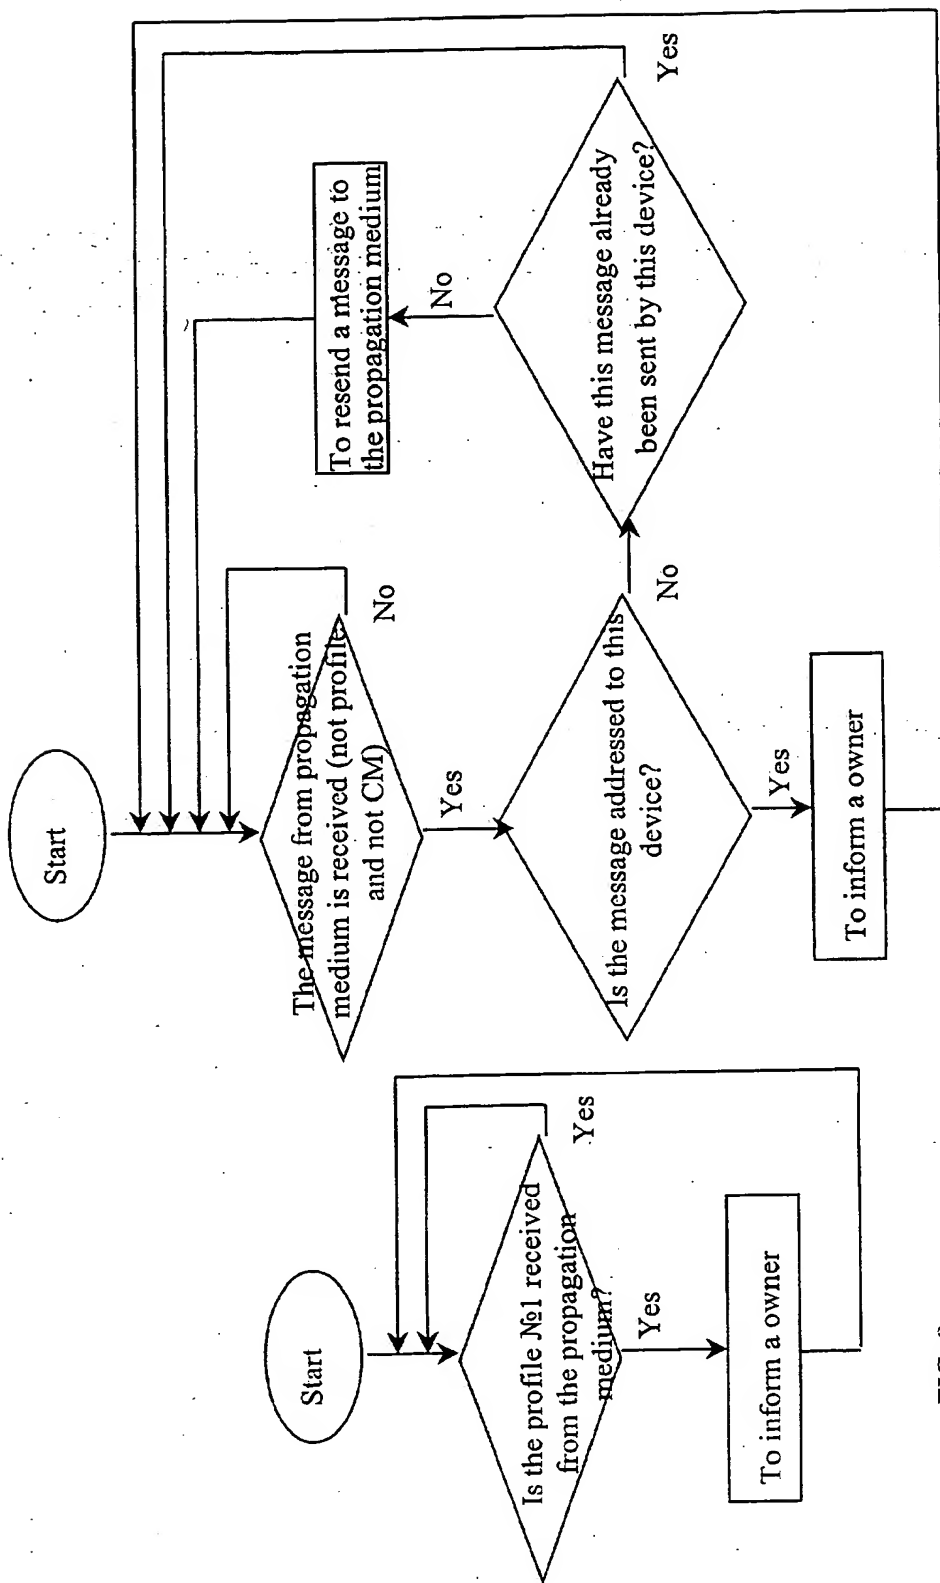 Start
Is the profile №1 received
from the propagation
medium?
Yes
Yes
To inform a owner
Start
The message from propagation
medium is received (not profile
and not CM)
No
Yes
Is the message addressed to this
device?
No
Yes
To inform a owner
To resend a message to
the propagation medium
No
Have this message already
been sent by this device?
Yes